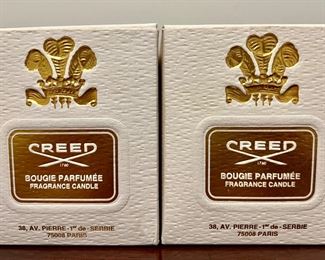 CREED
1760
BOUGIE PARFUMÉE
FRAGRANCE CANDLE
38, AV. PIERRE-1er de-SERBIE
75008 PARIS
CREED
1760
BOUGIE PARFUMÉE
FRAGRANCE CANDLE
38, AV. PIERRE-1er de-SERBIE
75008 PARIS